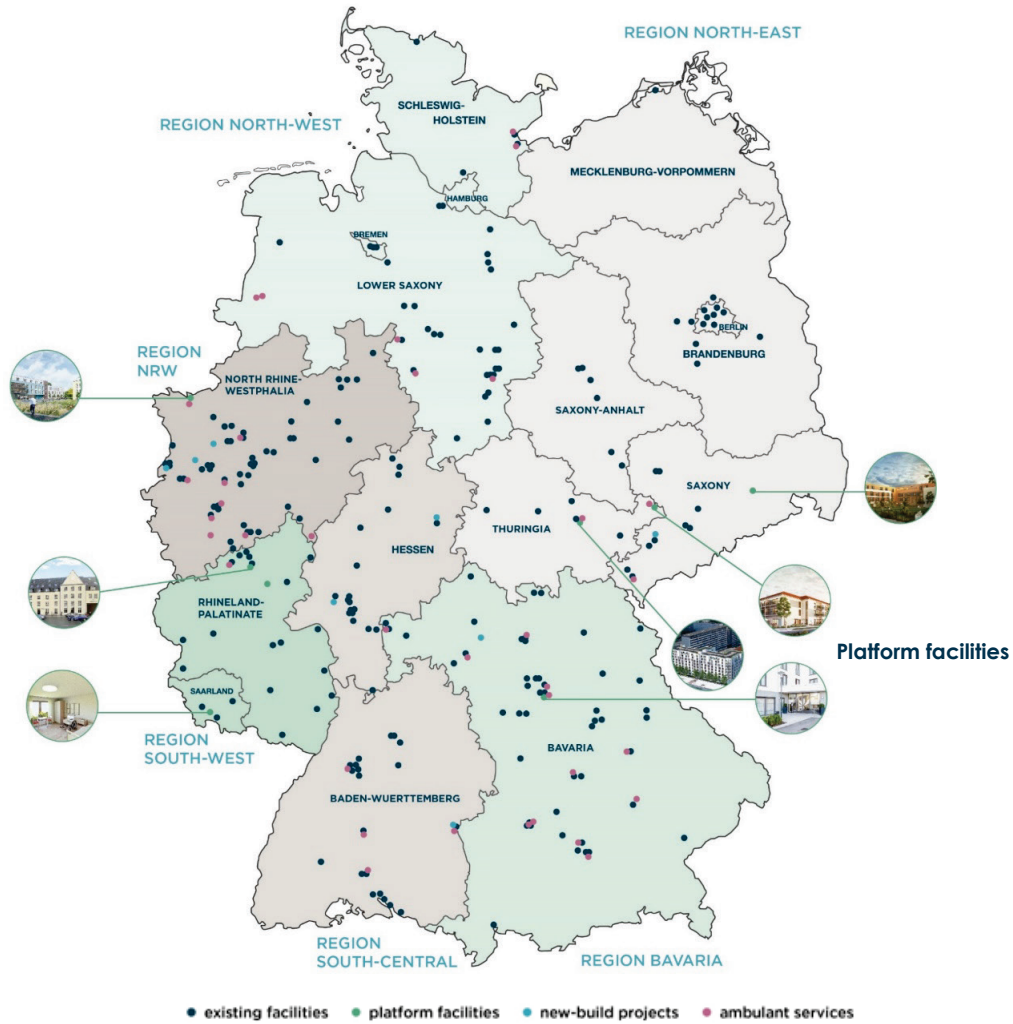 REGION NORTH-EAST
SCHLESWIG-
HOLSTEIN
REGION NORTH-WEST
MECKLENBURG-VORPOMMERN
HAMBURG
BREMEN
LOWER SAXONY
BERLIN
BRANDENBURG
REGION
NRW
NORTH RHINE-
WESTPHALIA
SAXONY-ANHALT
SAXONY
THURINGIA
HESSEN
RHINELAND-
PALATINATE
Platform facilities
SAARLAND
REGION
SOUTH-WEST
BAVARIA
BADEN-WUERTTEMBERG
REGION
SOUTH-CENTRAL
REGION BAVARIA
existing facilities platform facilities new-build projects ambulant services